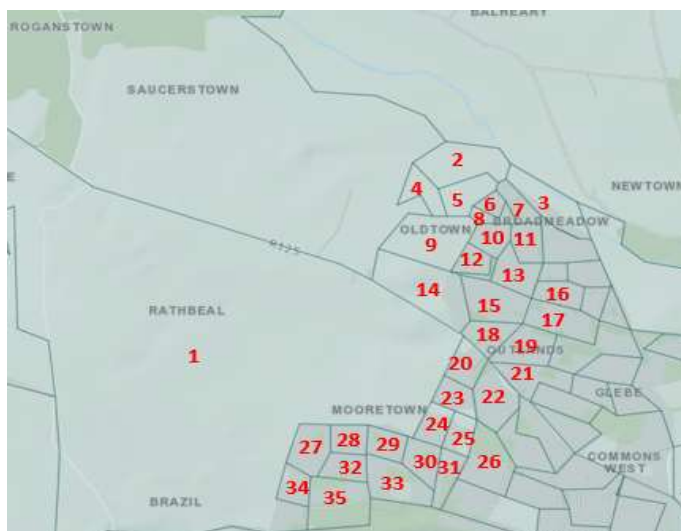 BALHEARY
ROGANSTOWN
SAUCERSTOWN
2
4
NEWTOWN
5
6
7
3
8
BROADMEADOW
OLDTOWN
9
10
11
12
13
R125
14
15
16
RATHBEAL
17
18
1
19
OUTLANDS
20
21
GLEBE
23
22
MOORETOWN
24
27
28
29
25
COMMONS
WEST
32
30
31
26
33
34
35
BRAZIL